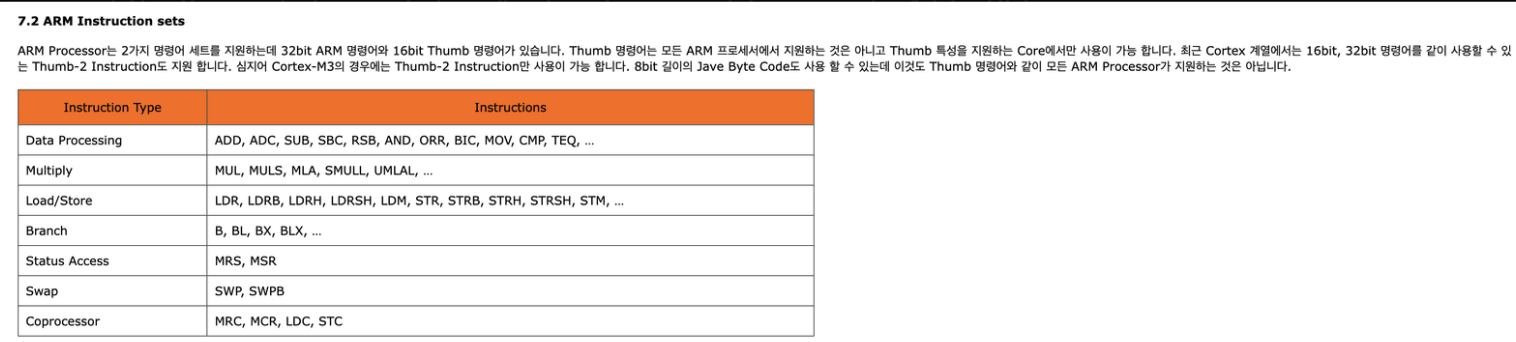 7.2 ARM Instruction sets
ARM Processor는 2가지 명령어 세트를 지원하는데 32bit ARM 명령어와 16bit Thumb 명령어가 있습니다. Thumb 명령어는 모든 ARM 프로세서에서 지원하는 것은 아니고 Thumb 특성을 지원하는 Core에서만 사용이 가능 합니다. 최근 Cortex 계열에서는 16bit, 32bit 명령어를 같이 사용할 수 있
는 Thumb-2 Instruction도 지원 합니다. 심지어 Cortex-M3의 경우에는 Thumb-2 Instruction만 사용이 가능 합니다. 8bit 길이의 Jave Byte Code도 사용 할 수 있는데 이것도 Thumb 명령어와 같이 모든 ARM Processor가 지원하는 것은 아닙니다.
Instruction Type Instructions
Data Processing ADD, ADC, SUB, SBC, RSB, AND, ORR, BIC, MOV, CMP, TEQ, …
Multiply MUL, MULS, MLA, SMULL, UMLAL, …
Load/Store LDR, LDRB, LDRH, LDRSH, LDM, STR, STRB, STRH, STRSH, STM, …
Branch B, BL, BX, BLX, …
Status Access MRS, MSR
Swap SWP, SWPB
Coprocessor MRC, MCR, LDC, STC